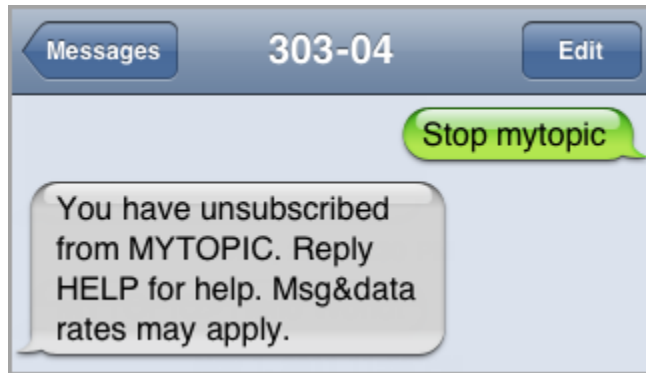 Messages 303-04 Edit
Stop mytopic
You have unsubscribed
from MYTOPIC. Reply
HELP for help. Msg&data
rates may apply.